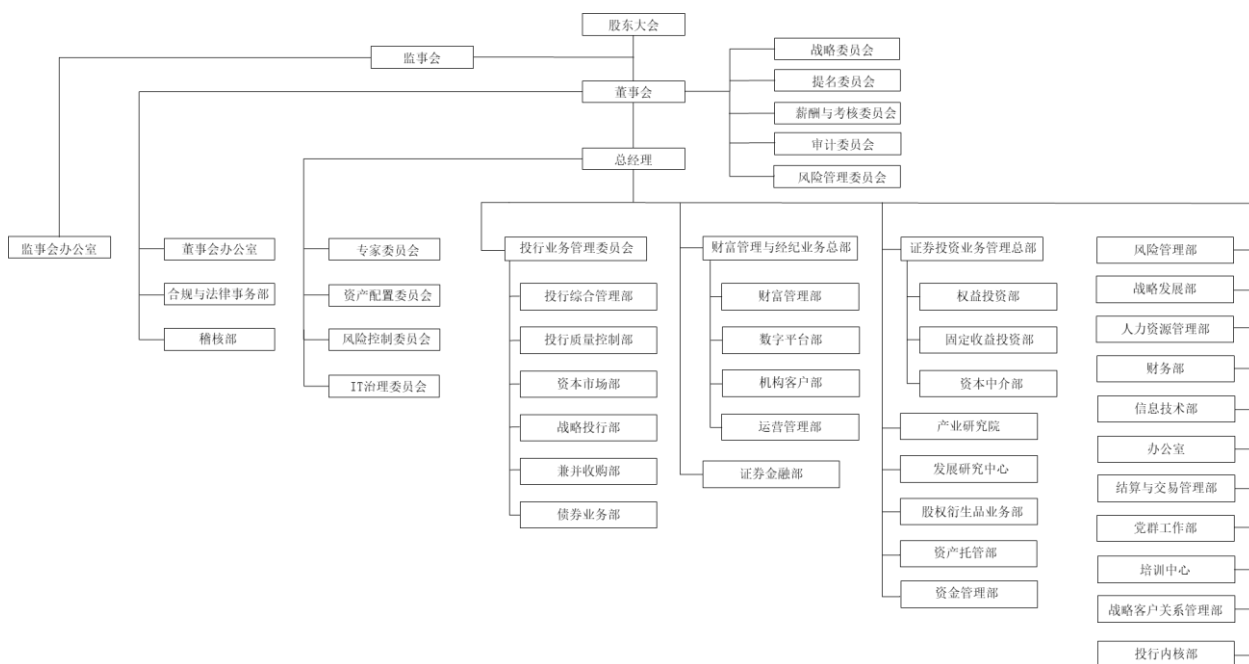 股东大会
监事会
董事会
战略委员会
提名委员会
薪酬与考核委员会
审计委员会
风险管理委员会
总经理
监事会办公室
董事会办公室
合规与法律事务部
稽核部
专家委员会
资产配置委员会
风险控制委员会
IT治理委员会
投行业务管理委员会
投行综合管理部
投行质量控制部
资本市场部
战略投行部
兼并收购部
债券业务部
财富管理与经纪业务总部
财富管理部
数字平台部
机构客户部
运营管理部
证券金融部
证券投资业务管理总部
权益投资部
固定收益投资部
资本中介部
产业研究院
发展研究中心
股权衍生品业务部
资产托管部
资金管理部
风险管理部
战略发展部
人力资源管理部
财务部
信息技术部
办公室
结算与交易管理部
党群工作部
培训中心
战略客户关系管理部
投行内核部